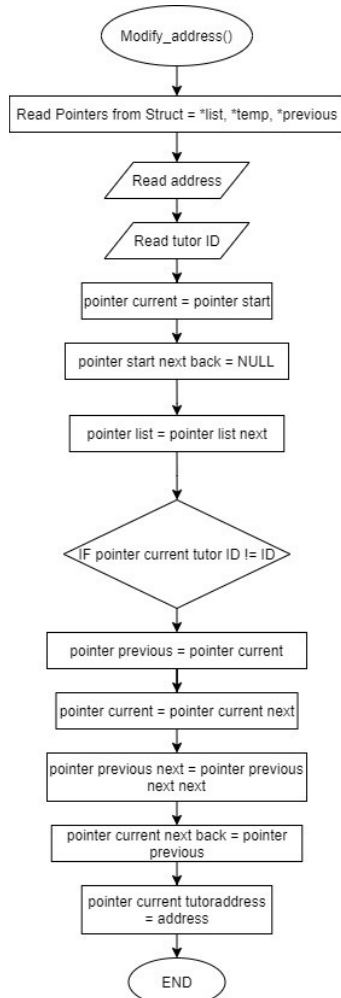 Modify_address()
Read Pointers from Struct = *list, *temp, *previous
Read address
Read tutor ID
pointer current = pointer start
pointer start next back = NULL
pointer list = pointer list next
IF pointer current tutor ID != ID
pointer previous = pointer current
pointer current = pointer current next
pointer previous next = pointer previous
next next
pointer current next back = pointer
previous
pointer current tutoraddress
= address
END